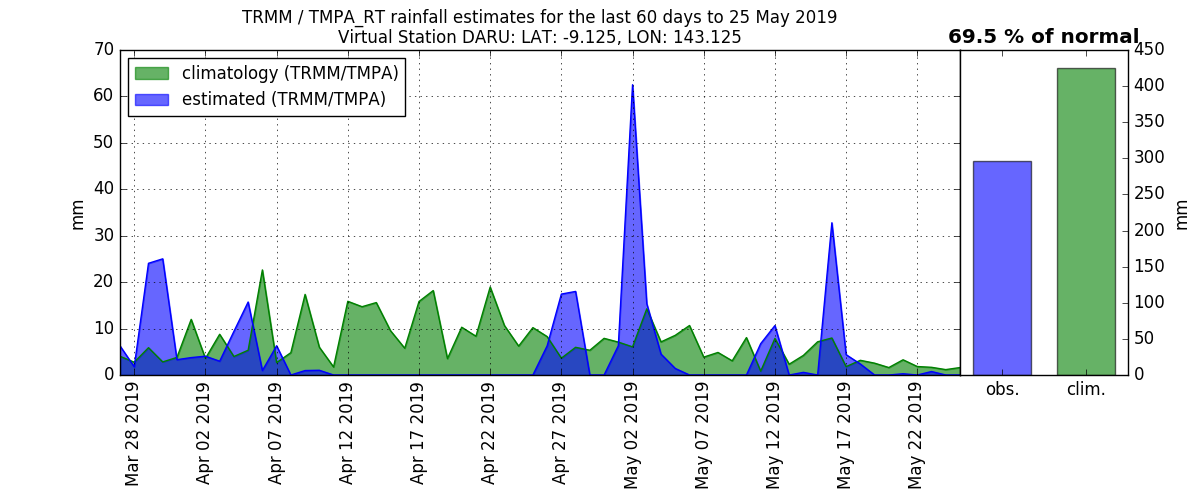 TRMM / TMPA_RT rainfall estimates for the last 60 days to 25 May 2019
Virtual Station DARU: LAT: -9.125, LON: 143.125
69.5 % of normal
climatology (TRMM/TMPA)
estimated (TRMM/TMPA)
mm
70
60
50
40
30
20
10
0
Mar 28 2019
Apr 02 2019
Apr 07 2019
Apr 12 2019
Apr 17 2019
Apr 22 2019
Apr 27 2019
May 02 2019
May 07 2019
May 12 2019
May 17 2019
May 22 2019
450
400
350
300
250
200
150
100
50
0
mm
obs.
clim.